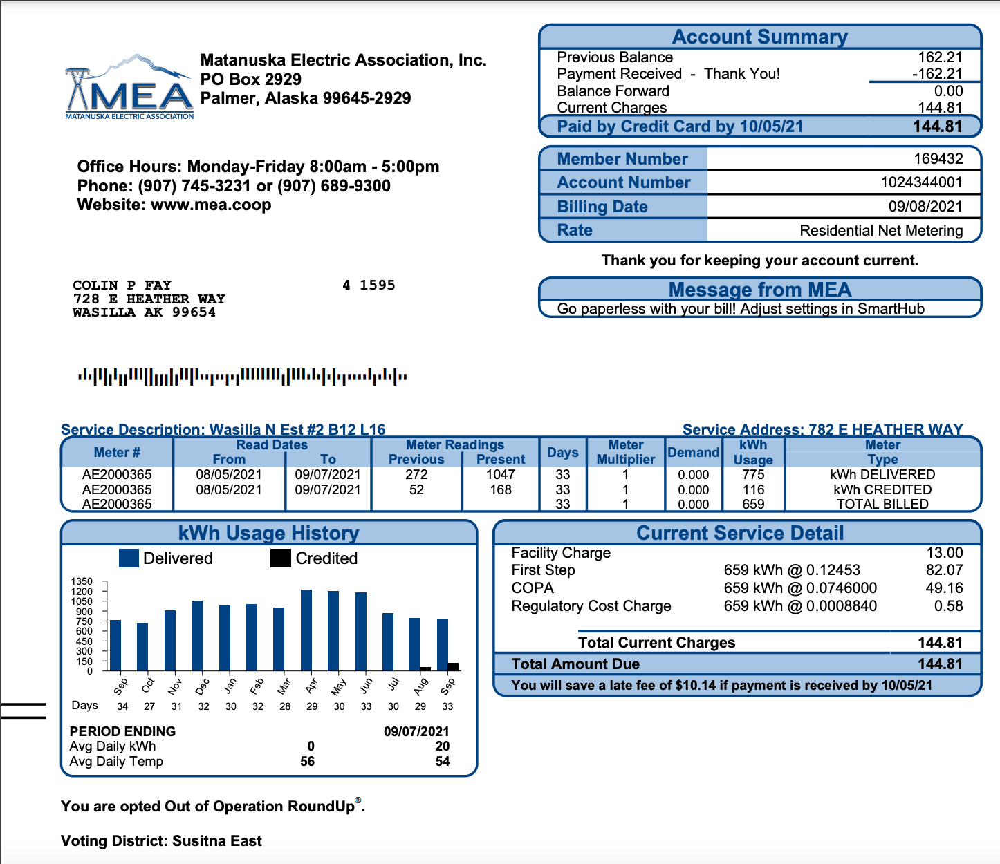 MEA
MATANUSKA ELECTRIC ASSOCIATION
Matanuska Electric Association, Inc.
PO Box 2929
Palmer, Alaska 99645-2929
Office Hours: Monday-Friday 8:00am - 5:00pm
Phone: (907) 745-3231 or (907) 689-9300
Website: www.mea.coop
COLIN P FAY 4 1595
728 E HEATHER WAY
WASILLA AK 99654
Account Summary
Previous Balance 162.21
Payment Received - Thank You! -162.21
Balance Forward 0.00
Current Charges 144.81
Paid by Credit Card by 10/05/21 144.81
Member Number 169432
Account Number 1024344001
Billing Date 09/08/2021
Rate Residential Net Metering
Thank you for keeping your account current.
Message from MEA
Go paperless with your bill! Adjust settings in SmartHub
Service Description: Wasilla N Est #2 B12 L16 Service Address: 782 E HEATHER WAY
Meter # Read Dates Meter Readings Days Meter Demand kWh Meter
From To Previous Present Multiplier Usage Type
AE2000365 08/05/2021 09/07/2021 272 1047 33 1 0.000 775 kWh DELIVERED
AE2000365 08/05/2021 09/07/2021 52 168 33 1 0.000 116 kWh CREDITED
AE2000365 33 1 0.000 659 TOTAL BILLED
kWh Usage History
Delivered Credited
1350
1200
1050
900
750
600
450
300
150
0
Sep Oct Nov Dec Jan Feb Mar Apr May Jun Jul Aug Sep
Days 34 27 31 32 30 32 28 29 30 33 30 29 33
PERIOD ENDING 09/07/2021
Avg Daily kWh 0 20
Avg Daily Temp 56 54
Current Service Detail
Facility Charge 13.00
First Step 659 kWh @ 0.12453 82.07
COPA 659 kWh @ 0.0746000 49.16
Regulatory Cost Charge 659 kWh @ 0.0008840 0.58
Total Current Charges 144.81
Total Amount Due 144.81
You will save a late fee of $10.14 if payment is received by 10/05/21
You are opted Out of Operation RoundUp®.
Voting District: Susitna East